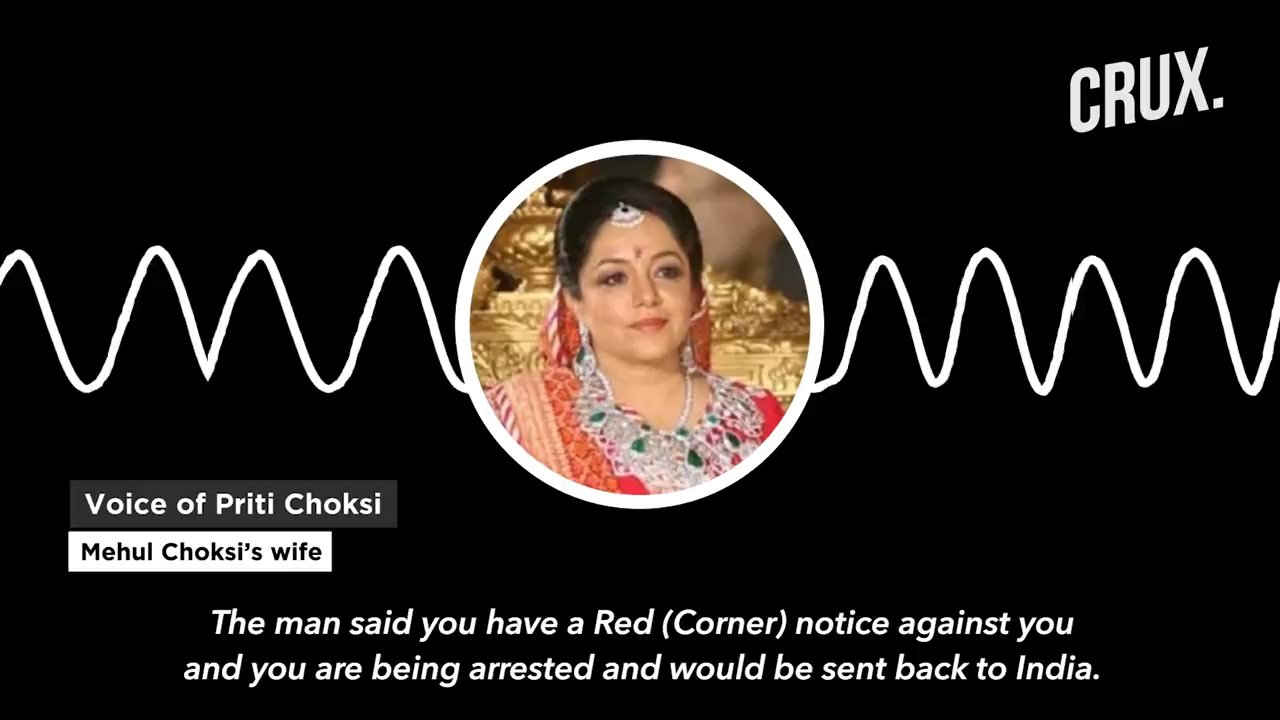 CRUX.
Voice of Priti Choksi
Mehul Choksi's wife
The man said you have a Red (Corner) notice against you
and you are being arrested and would be sent back to India.